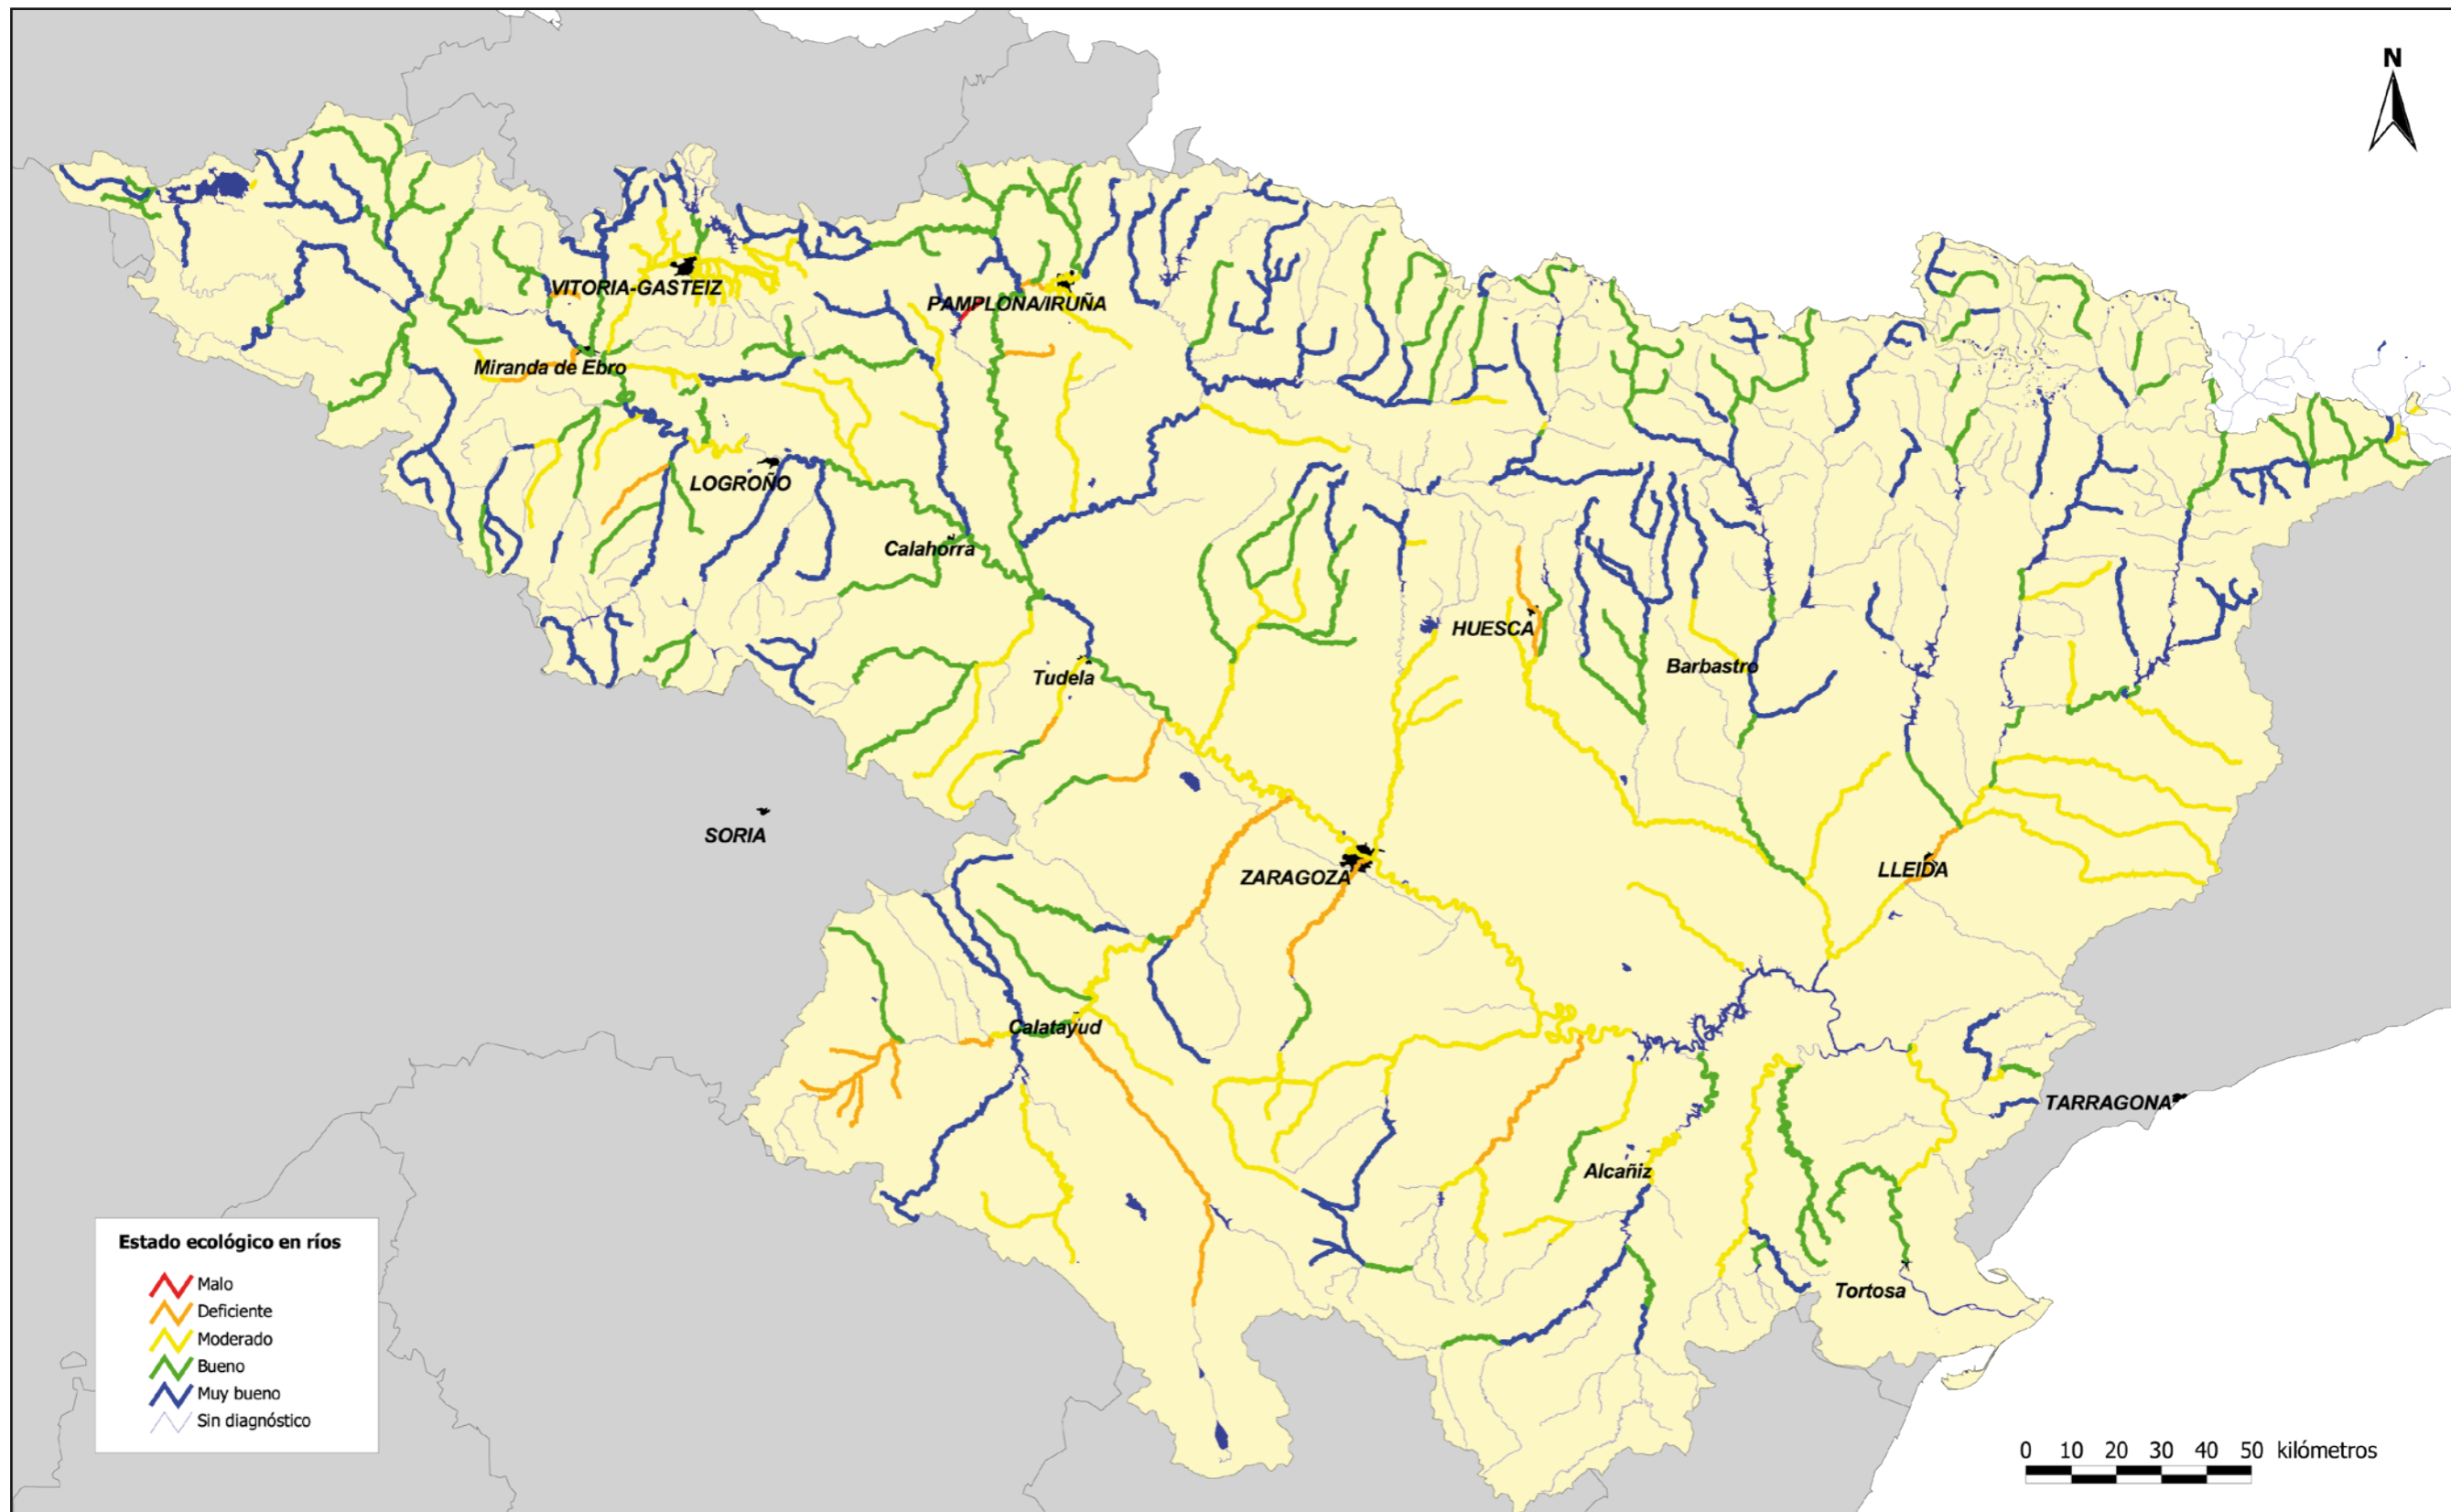 N
VITORIA-GASTEIZ
PAMPLONA/IRUÑA
Miranda de Ebro
LOGROÑO
Calahorra
HUESCA
Barbastro
Tudela
SORIA
ZARAGOZA
LLEIDA
Calatayud
TARRAGONA
Alcañiz
Tortosa
Estado ecológico en ríos
Malo
Deficiente
Moderado
Bueno
Muy bueno
Sin diagnóstico
0 10 20 30 40 50 kilómetros